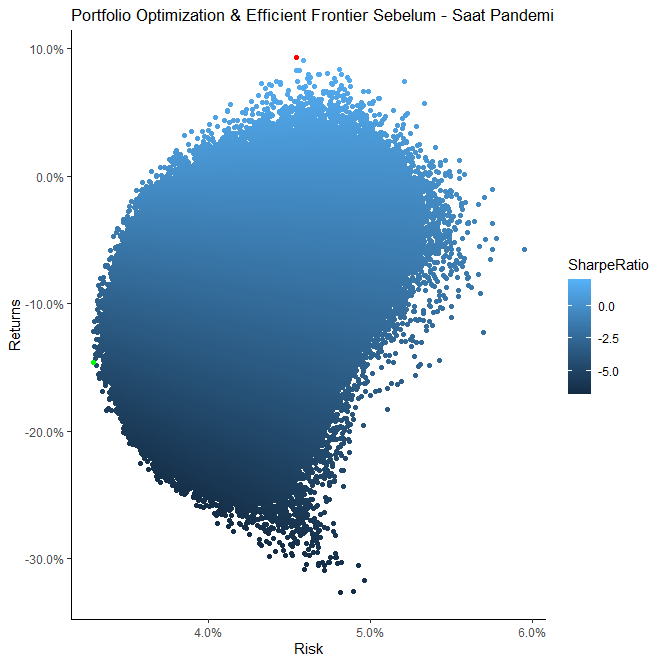 Portfolio Optimization & Efficient Frontier Sebelum - Saat Pandemi
10.0%
0.0%
-10.0%
-20.0%
-30.0%
Returns
4.0%
5.0%
6.0%
Risk
SharpeRatio
0.0
-2.5
-5.0